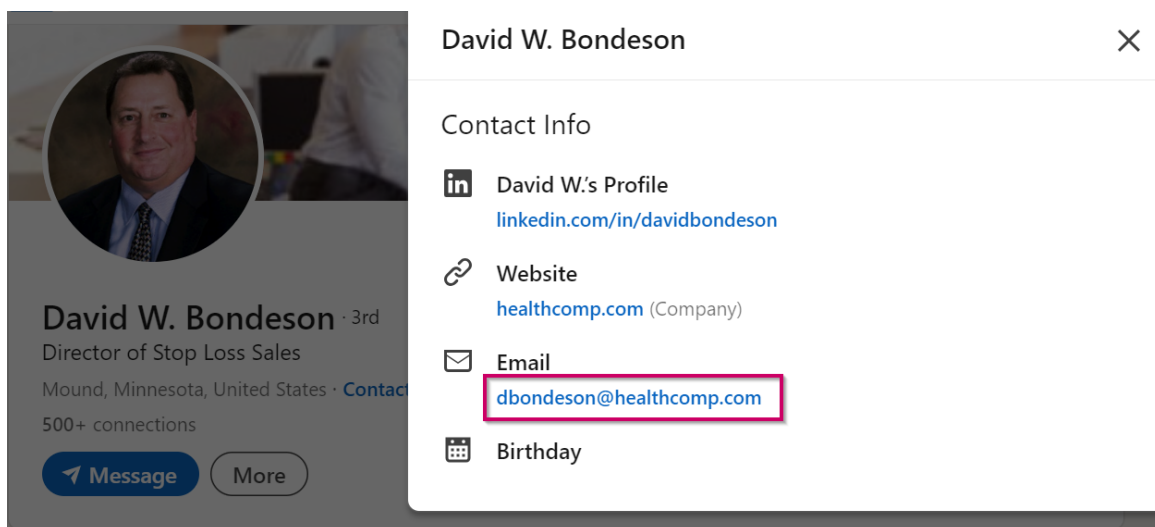 David W. Bondeson
Contact Info
in
David W.'s Profile
linkedin.com/in/davidbondeson
Website
healthcomp.com (Company)
Email
dbondeson@healthcomp.com
Birthday
David W. Bondeson · 3rd
Director of Stop Loss Sales
Mound, Minnesota, United States · Contact
500+ connections
Message
More